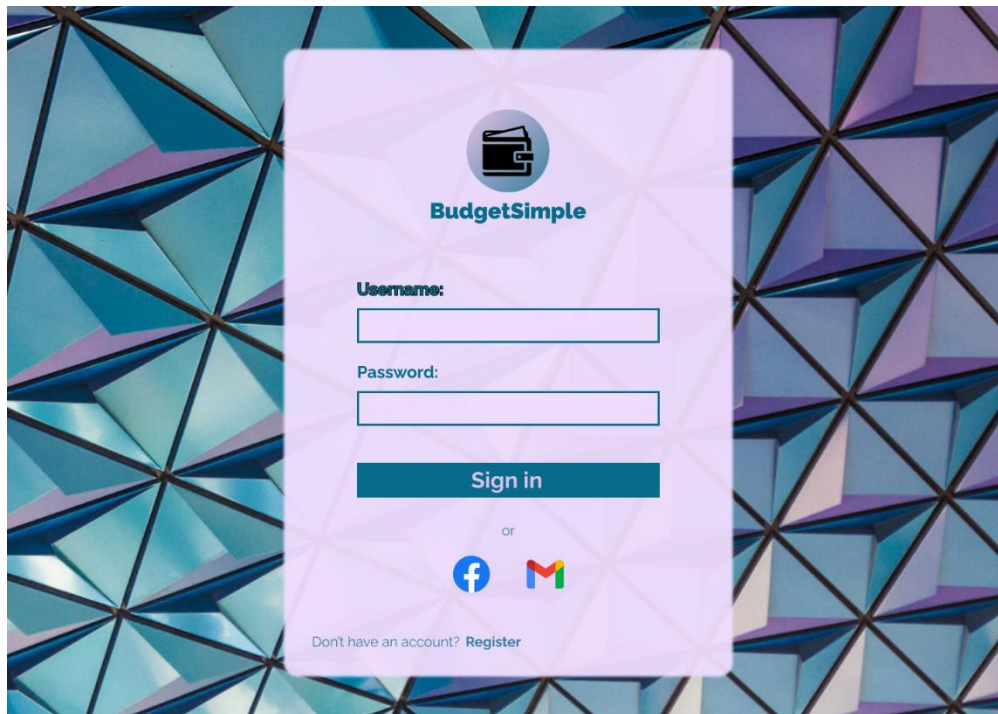 BudgetSimple
Username:
Password:
Sign in
or
Don't have an account? Register